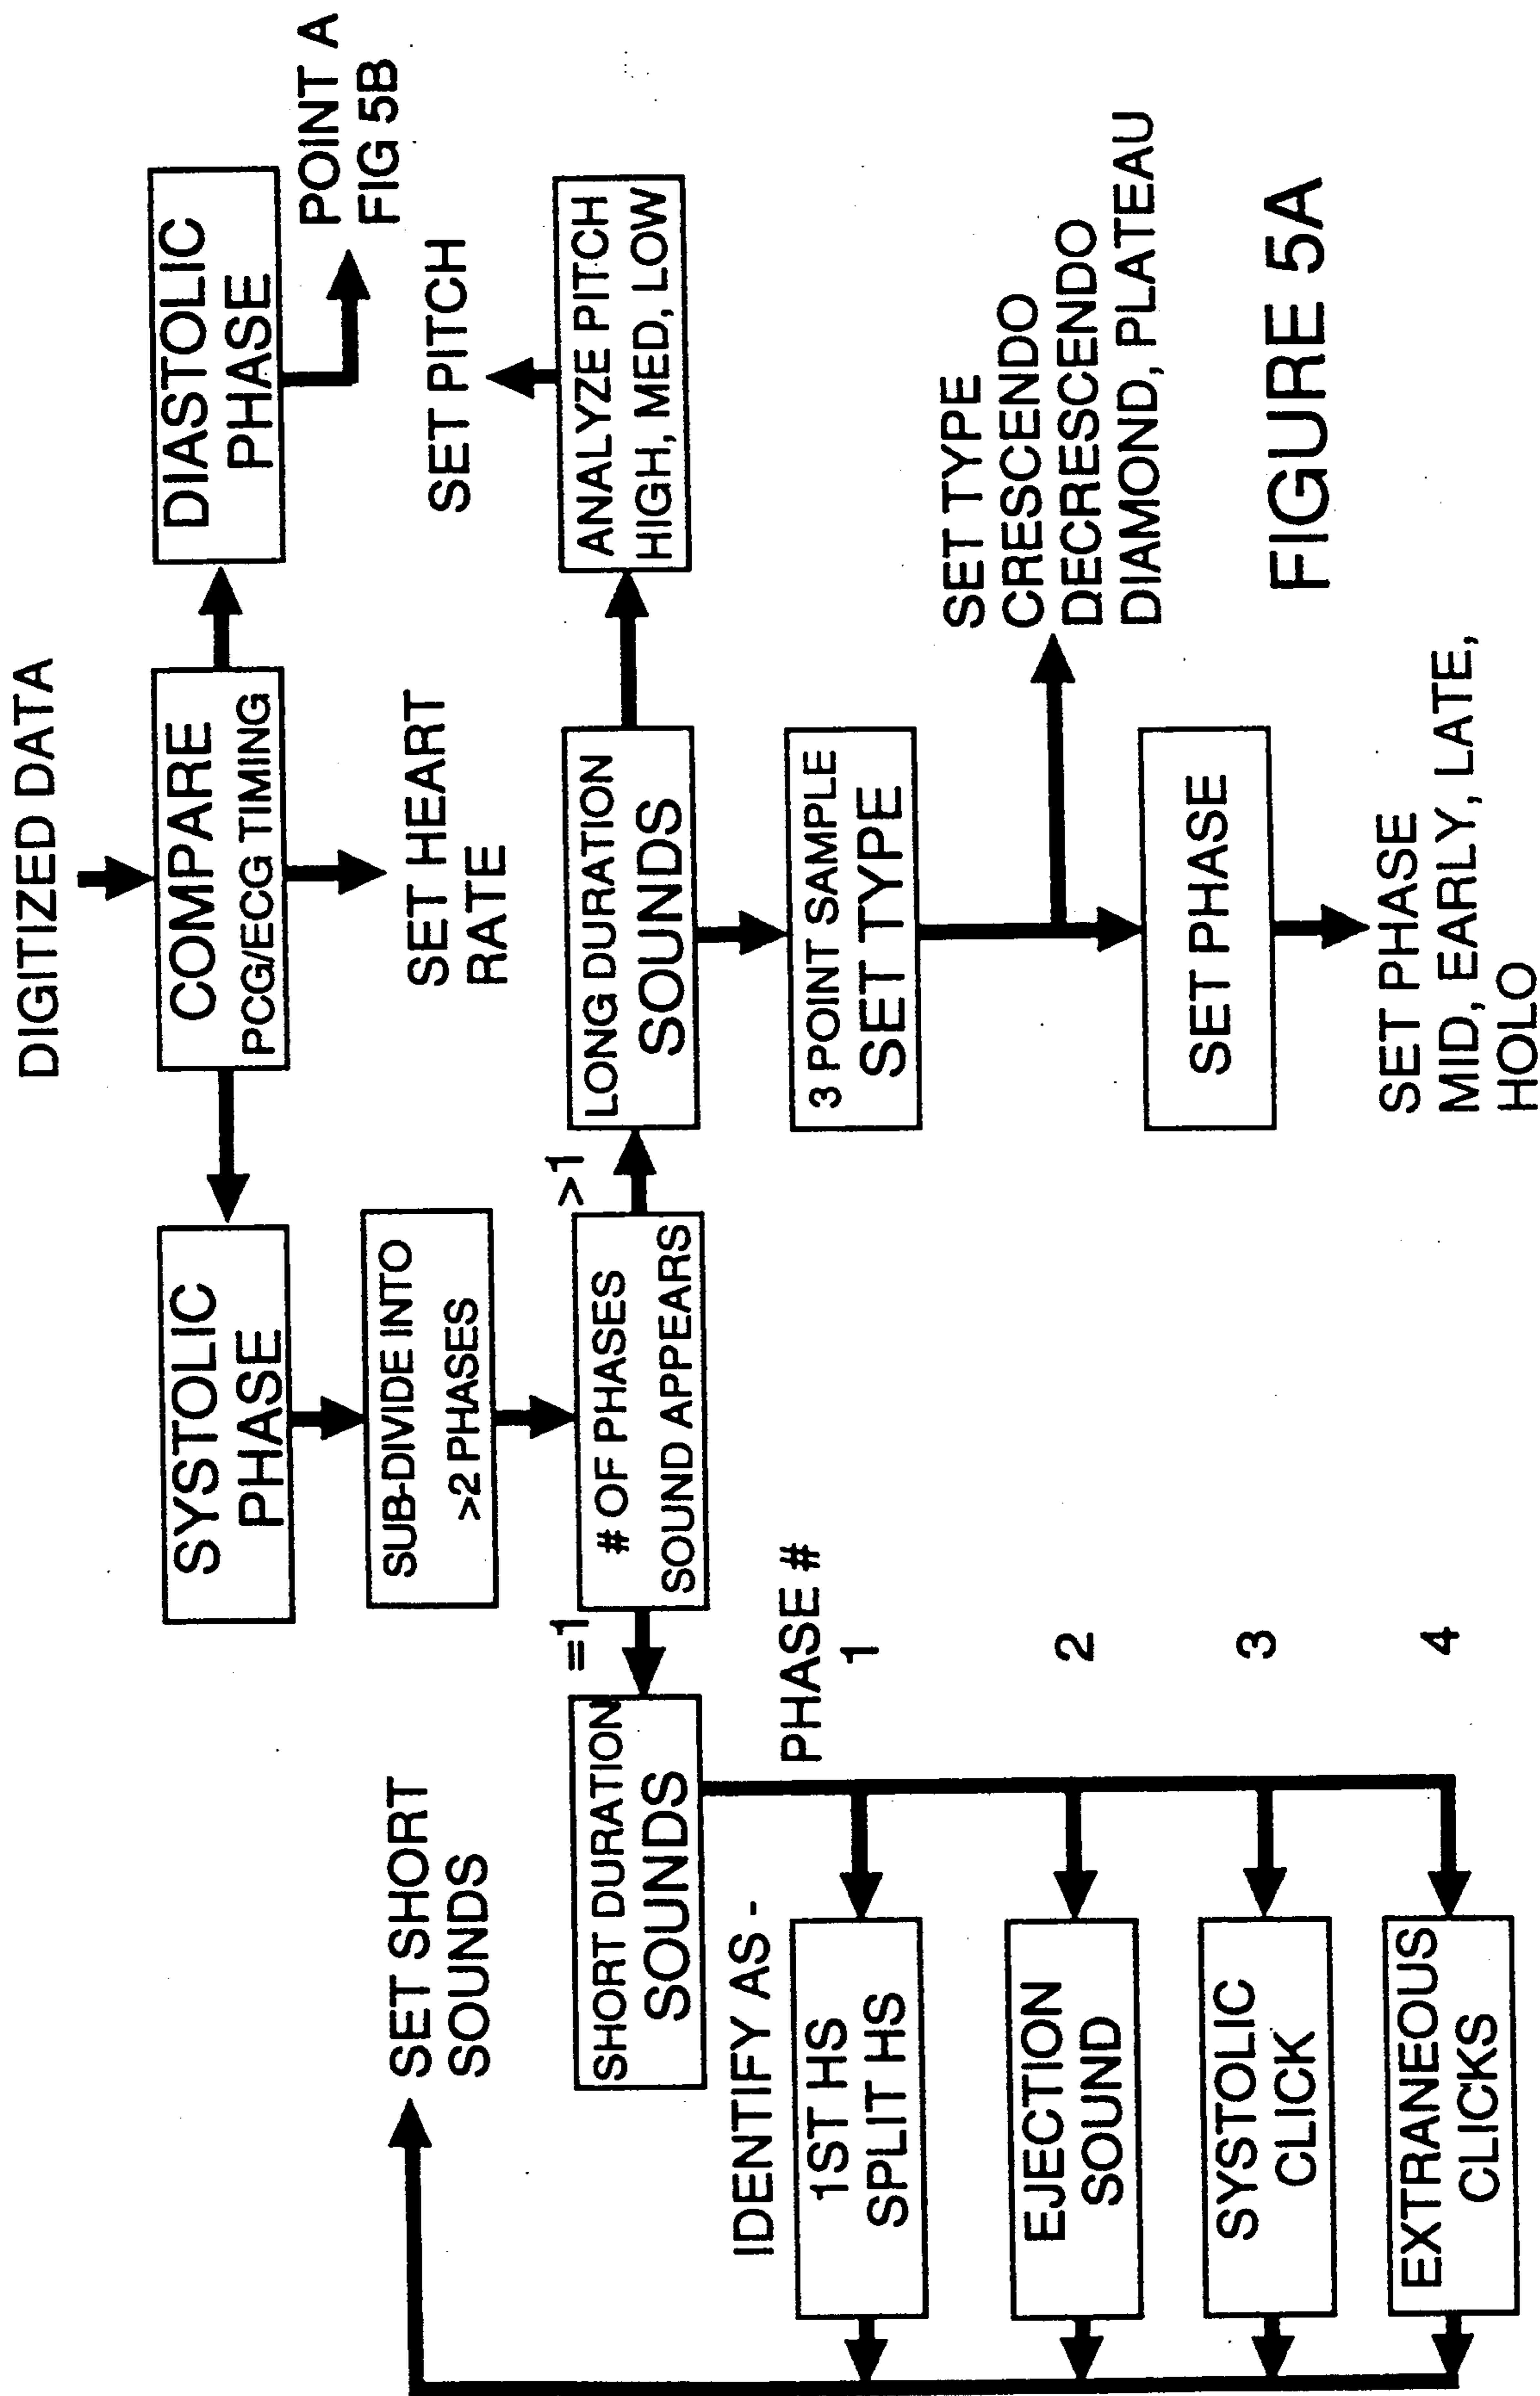 DIGITIZED DATA
COMPARE
PCG/ECG TIMING
DIASTOLIC
PHASE
POINT A
FIG 5B
SET HEART
RATE
SYSTOLIC
PHASE
SUB-DIVIDE INTO
>2 PHASES
# OF PHASES
SOUND APPEARS
=1
>1
LONG DURATION
SOUNDS
SET PITCH
ANALYZE PITCH
HIGH, MED, LOW
3 POINT SAMPLE
SET TYPE
SET TYPE
CRESCENDO
DECRESCENDO
DIAMOND, PLATEAU
SET PHASE
SET PHASE
MID, EARLY, LATE,
HOLO
SET SHORT
SOUNDS
SHORT DURATION
SOUNDS
IDENTIFY AS -
PHASE #
1ST HS
SPLIT HS
1
EJECTION
SOUND
2
SYSTOLIC
CLICK
3
EXTRANEOUS
CLICKS
4
FIGURE 5A